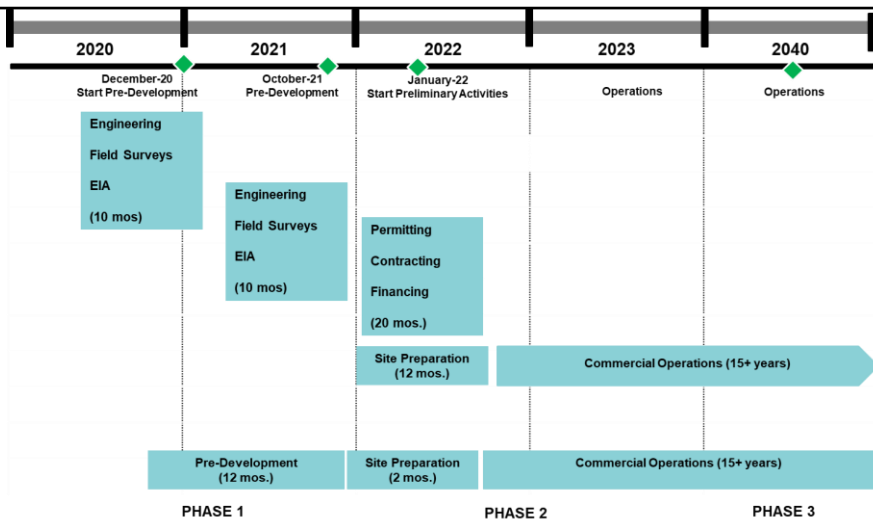 2020
2021
2022
2023
2040
December-20
Start Pre-Development
October-21
Pre-Development
January-22
Start Preliminary Activities
Operations
Operations
Engineering
Field Surveys
EIA
(10 mos)
Engineering
Field Surveys
EIA
(10 mos)
Permitting
Contracting
Financing
(20 mos.)
Site Preparation
(12 mos.)
Commercial Operations (15+ years)
Pre-Development
(12 mos.)
Site Preparation
(2 mos.)
Commercial Operations (15+ years)
PHASE 1
PHASE 2
PHASE 3